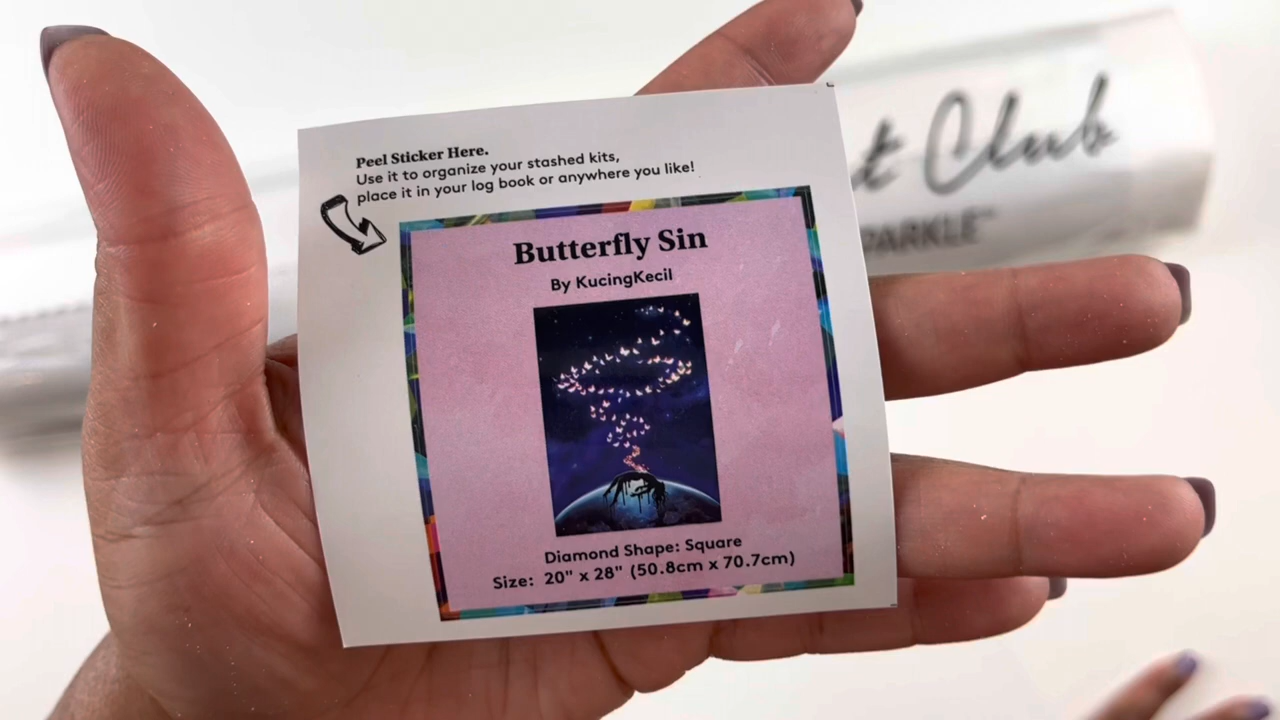 Peel Sticker Here.
Use it to organize your stashed kits,
place it in your log book or anywhere you like!
Butterfly Sin
By KucingKecil
Diamond Shape: Square
Size: 20" x 28" (50.8cm x 70.7cm)
Club